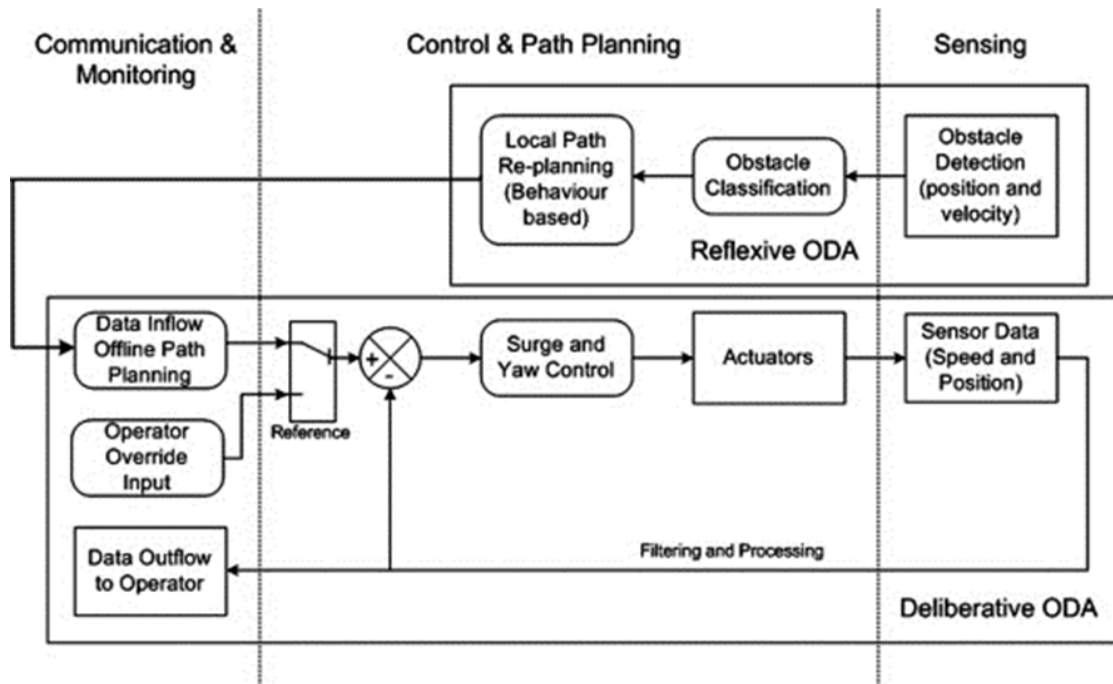 Communication &
Monitoring
Control & Path Planning
Sensing
Local Path
Re-planning
(Behaviour
based)
Obstacle
Classification
Obstacle
Detection
(position and
velocity)
Reflexive ODA
Data Inflow
Offline Path
Planning
Operator
Override
Input
Data Outflow
to Operator
Reference
+
-
Surge and
Yaw Control
Actuators
Sensor Data
(Speed and
Position)
Filtering and Processing
Deliberative ODA